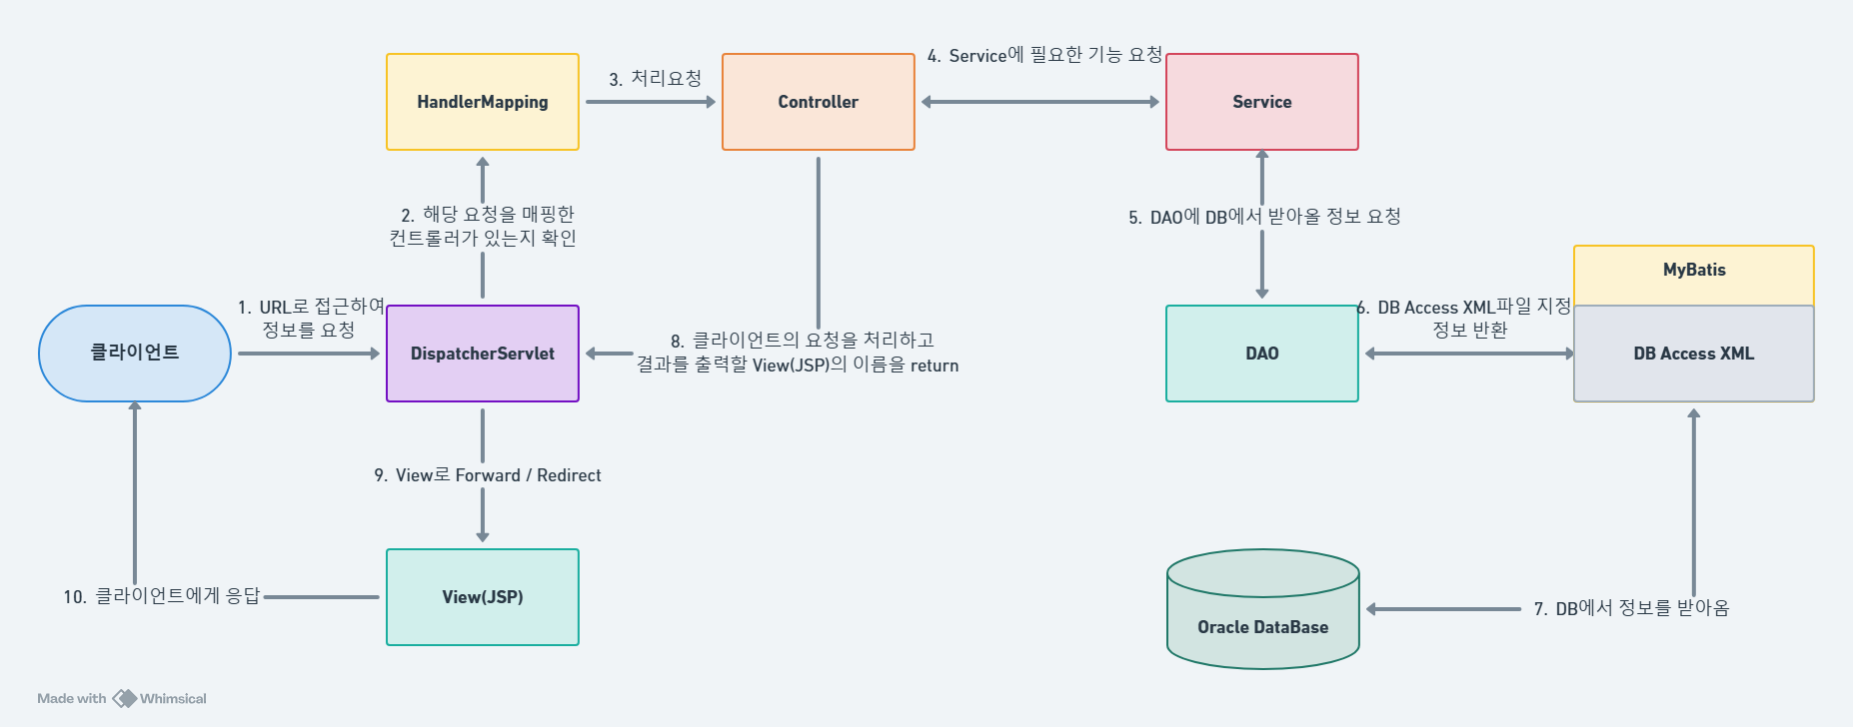 4. Service에 필요한 기능 요청
3. 처리요청
HandlerMapping
Controller
Service
2. 해당 요청을 매핑한
컨트롤러가 있는지 확인
5. DAO에 DB에서 받아올 정보 요청
MyBatis
1. URL로 접근하여
정보를 요청
6. DB Access XML파일 지정
정보 반환
클라이언트
DispatcherServlet
8. 클라이언트의 요청을 처리하고
결과를 출력할 View(JSP)의 이름을 return
DAO
DB Access XML
9. View로 Forward / Redirect
10. 클라이언트에게 응답
View(JSP)
7. DB에서 정보를 받아옴
Oracle DataBase
Made with Whimsical